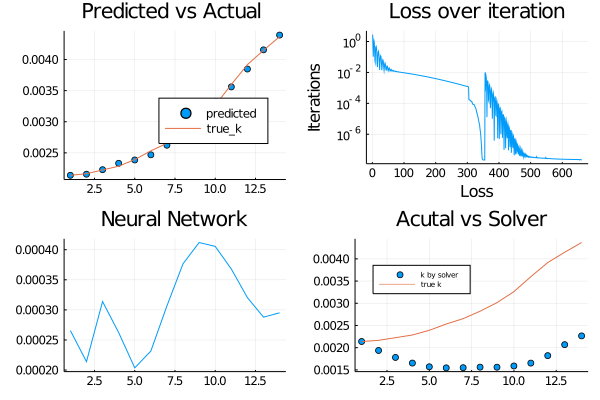 Predicted vs Actual
0.0040
0.0035
0.0030
0.0025
predicted
true_k
2.5 5.0 7.5 10.0 12.5
Loss over iteration
Iterations
10^0
10^-2
10^-4
10^-6
0 100 200 300 400 500 600
Loss
Neural Network
0.00040
0.00035
0.00030
0.00025
0.00020
2.5 5.0 7.5 10.0 12.5
Acutal vs Solver
0.0040
0.0035
0.0030
0.0025
0.0020
0.0015
k by solver
true k
2.5 5.0 7.5 10.0 12.5